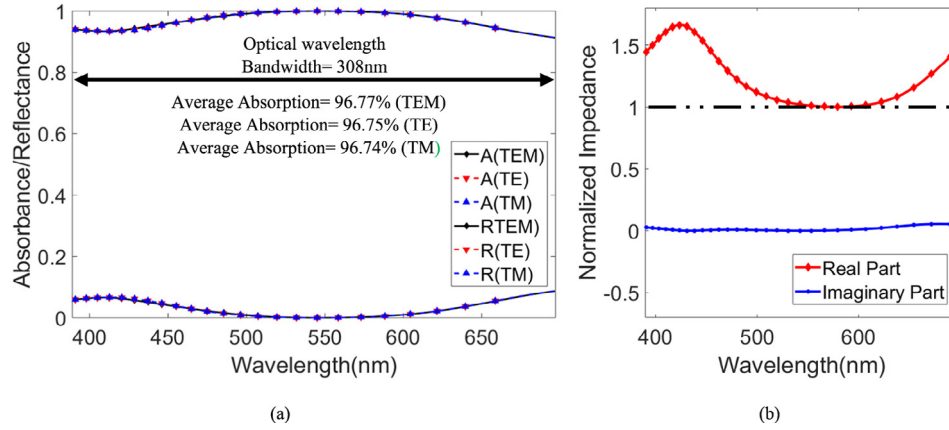 Absorbance/Reflectance
1
0.8
0.6
0.4
0.2
0
Optical wavelength
Bandwidth= 308nm
Average Absorption= 96.77% (TEM)
Average Absorption= 96.75% (TE)
Average Absorption= 96.74% (TM)
A(TEM)
A(TE)
A(TM)
RTEM)
R(TE)
R(TM)
400 450 500 550 600 650
Wavelength(nm)
(a)
Normalized Impedance
1.5
1
0.5
0
-0.5
Real Part
Imaginary Part
400 500 600
Wavelength(nm)
(b)